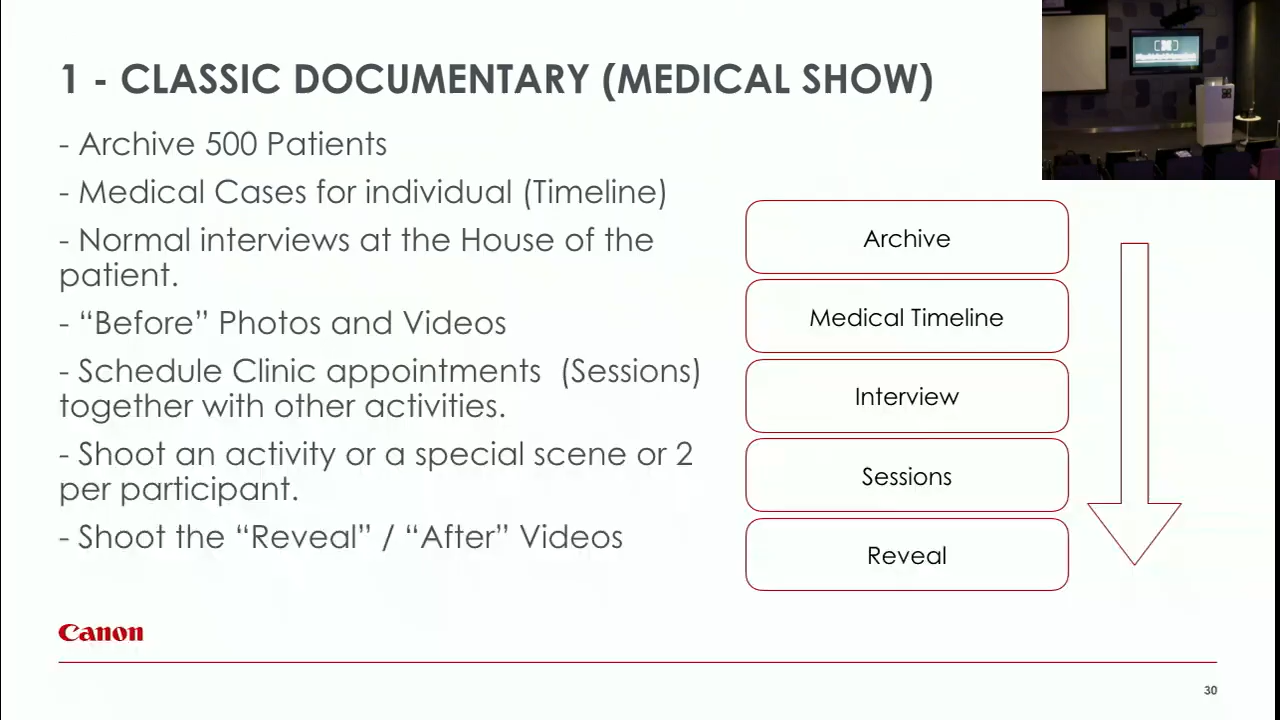 1 - CLASSIC DOCUMENTARY (MEDICAL SHOW)
- Archive 500 Patients
- Medical Cases for individual (Timeline)
- Normal interviews at the House of the
patient.
- “Before” Photos and Videos
- Schedule Clinic appointments  (Sessions)
together with other activities.
- Shoot an activity or a special scene or 2
per participant.
- Shoot the “Reveal” / “After” Videos
Archive
Medical Timeline
Interview
Sessions
Reveal
Canon
30